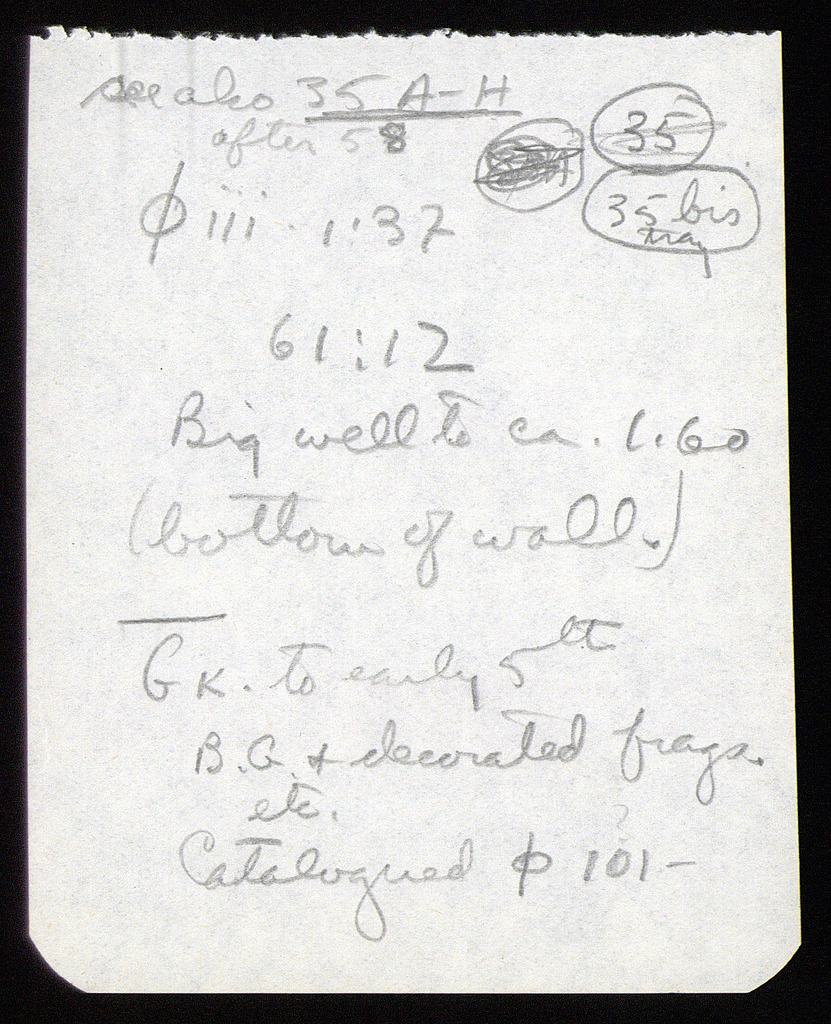 see also 35 A-H
after 58
35
35 bis
tray
φ iii · 1:37
61:12
Big well to ca. 1.60
(bottom of wall.)
Gk. to early 5th
B.G. + decorated frags.
etc.
?
Catalogued φ 101-